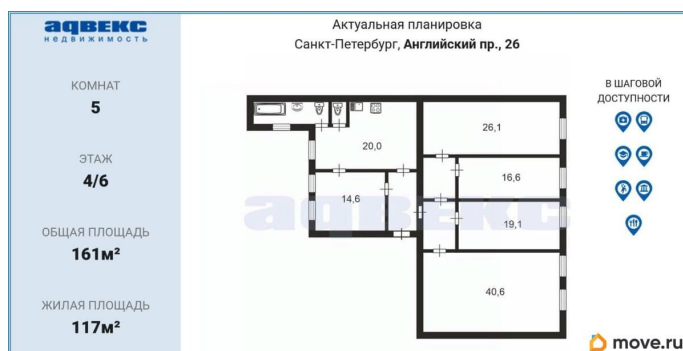 адвекс
недвижимость
КОМНАТ
5
ЭТАЖ
4/6
ОБЩАЯ ПЛОЩАДЬ
161м²
ЖИЛАЯ ПЛОЩАДЬ
117м²
Актуальная планировка
Санкт-Петербург, Английский пр., 26
20,0
14,6
26,1
16,6
19,1
40,6
адвекс
В ШАГОВОЙ
ДОСТУПНОСТИ
move.ru